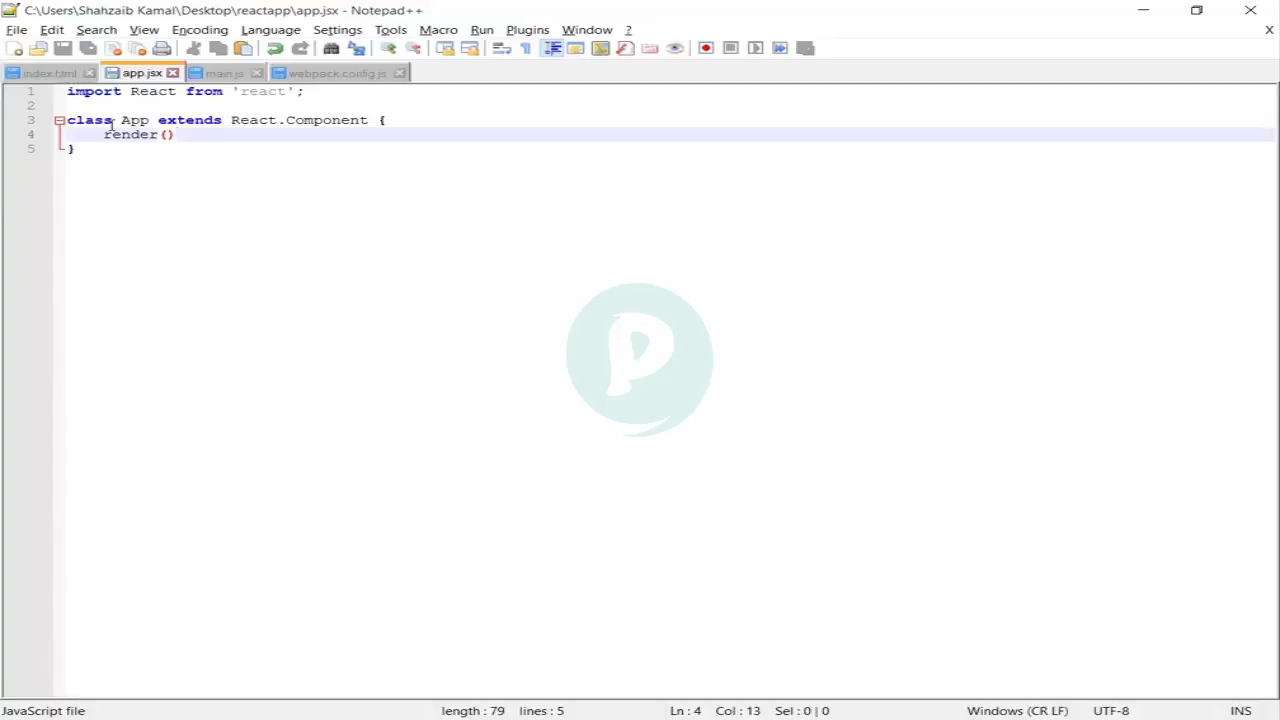 C:\Users\Shahzaib Kamal\Desktop\reactapp\app.jsx - Notepad++
File Edit Search View Encoding Language Settings Tools Macro Run Plugins Window ? X
index.html app.jsx main.js webpack.config.js
1 import React from 'react';
2
3 class App extends React.Component {
4 render()
5 }
P
JavaScript file length : 79 lines : 5 Ln : 4 Col : 13 Sel : 0 | 0 Windows (CR LF) UTF-8 INS